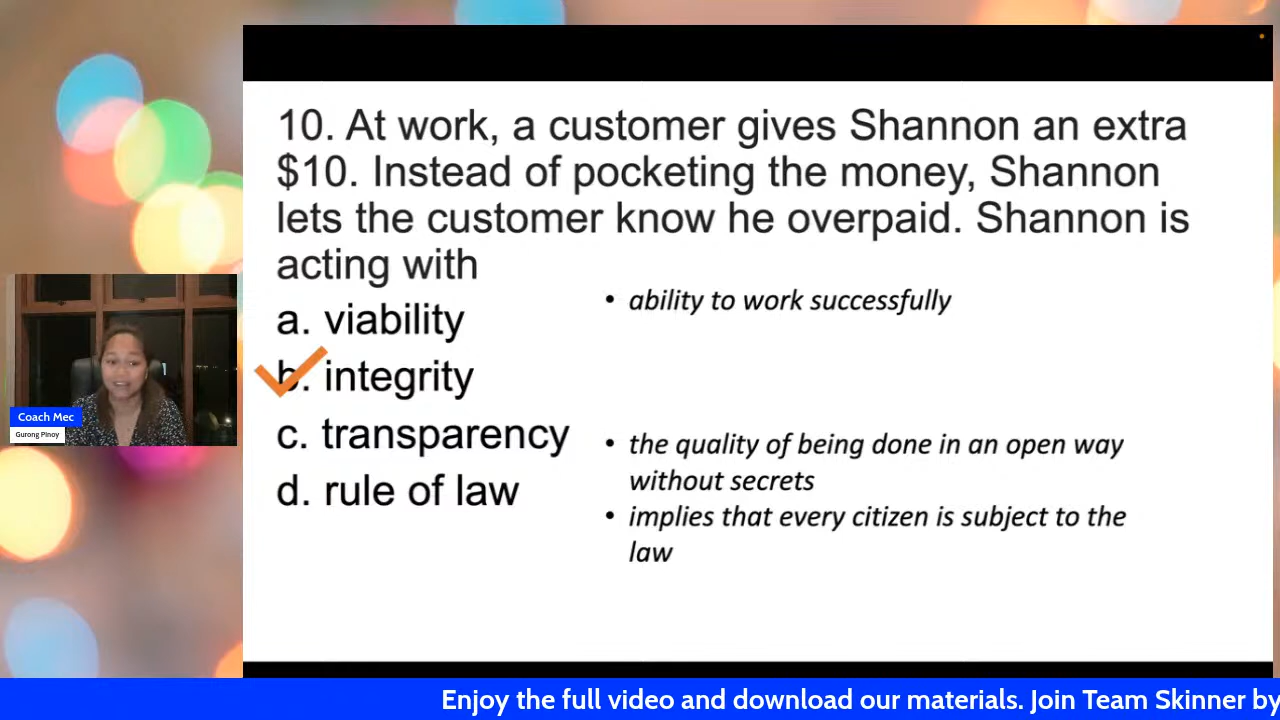 10. At work, a customer gives Shannon an extra
$10. Instead of pocketing the money, Shannon
lets the customer know he overpaid. Shannon is
acting with
a. viability
b. integrity
c. transparency
d. rule of law
• ability to work successfully
• the quality of being done in an open way
without secrets
• implies that every citizen is subject to the
law
Coach Mec
Gurong Pinoy
Enjoy the full video and download our materials. Join Team Skinner by